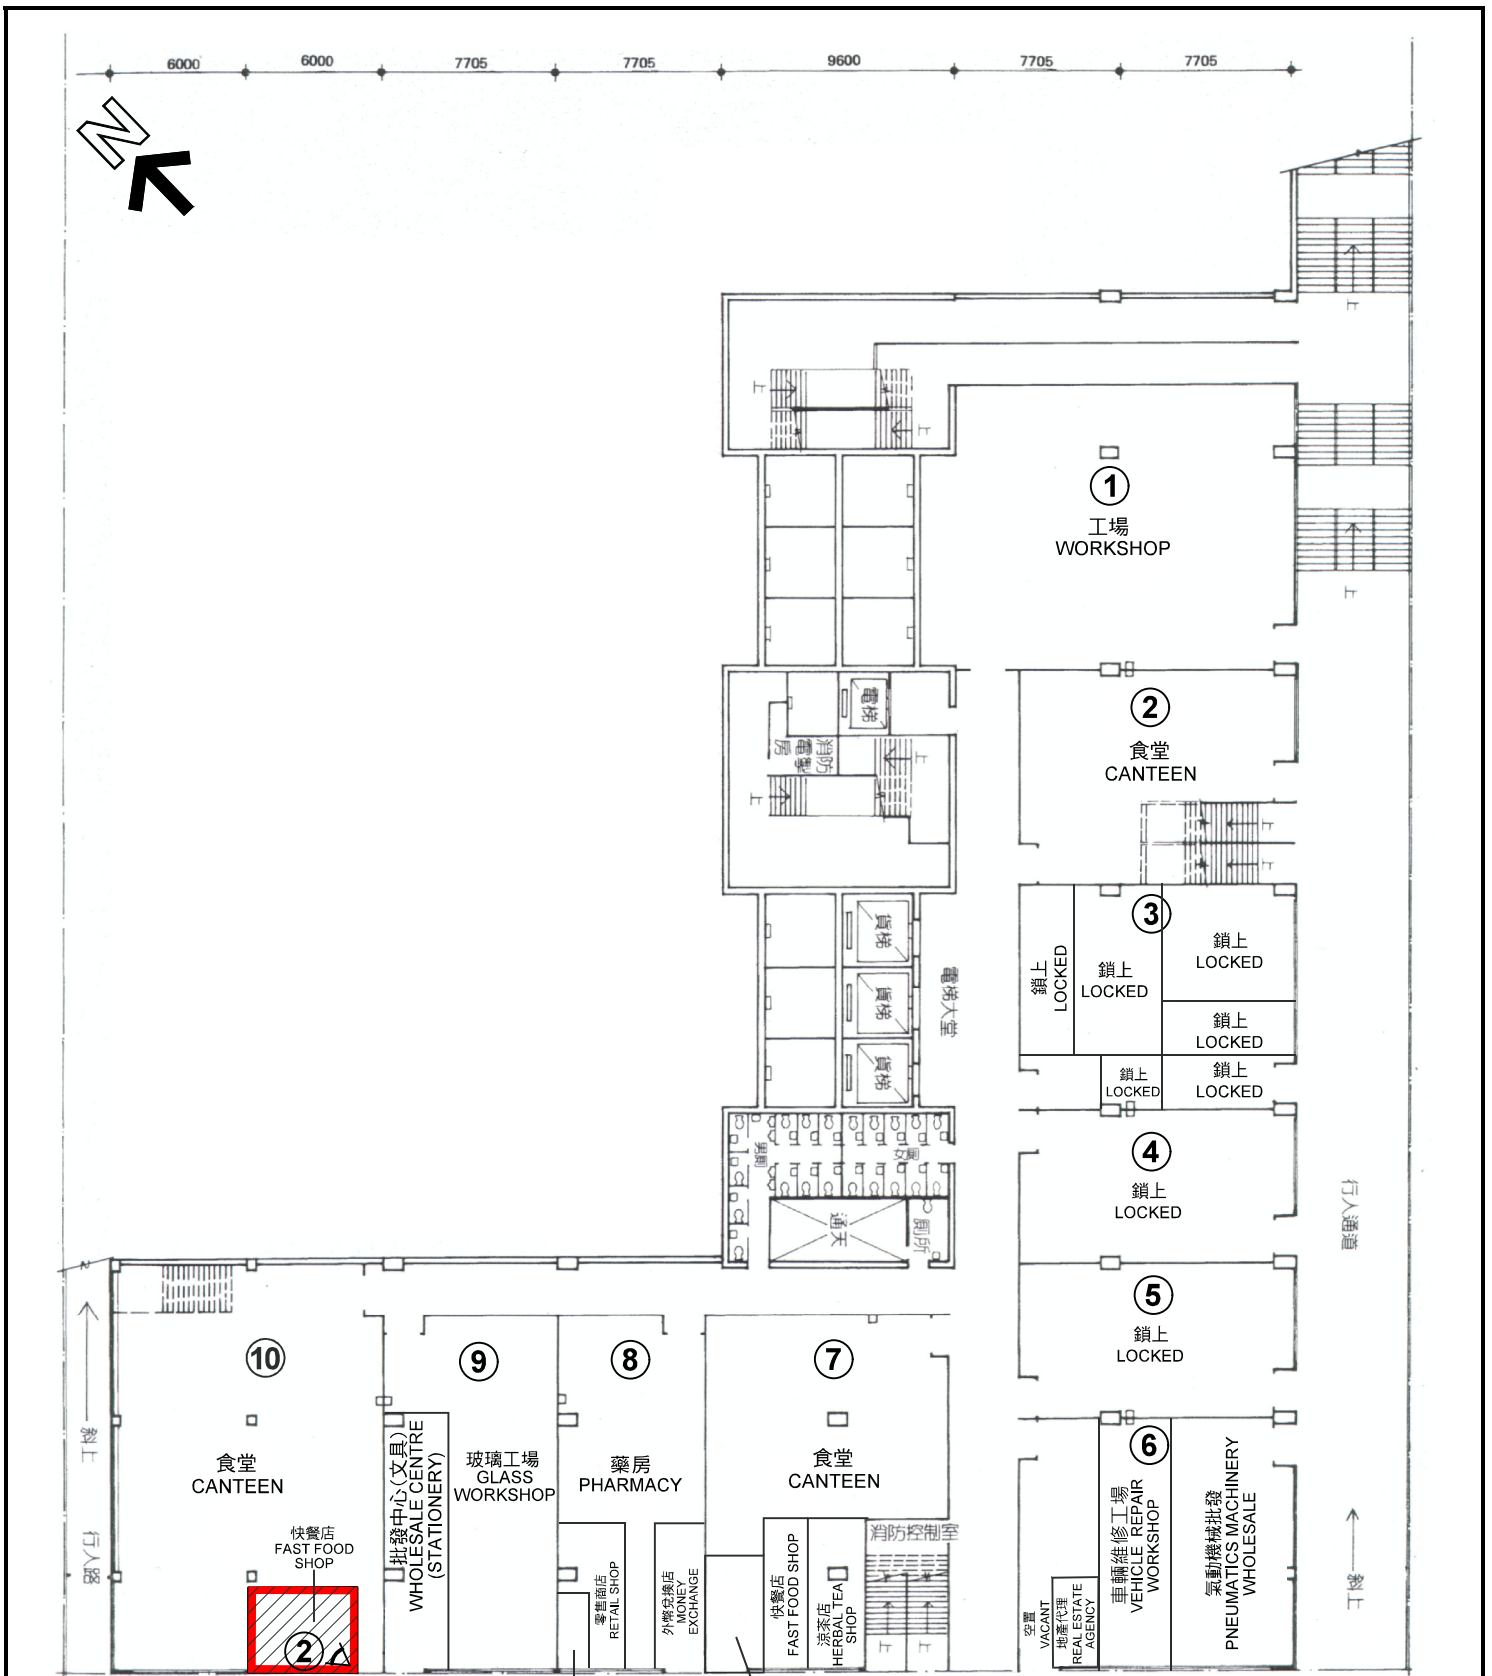 6000
6000
7705
7705
9600
7705
7705
N
上
上
上
上
1
工場
WORKSHOP
上
電梯
2
食堂
CANTEEN
消防
電掣
房
上
上
上
上
3
貨梯
貨梯
貨梯
電梯大堂
鎖上
LOCKED
鎖上
LOCKED
鎖上
LOCKED
鎖上
LOCKED
鎖上
LOCKED
鎖上
LOCKED
男廁
女廁
通天
廁所
4
鎖上
LOCKED
行人通道
5
鎖上
LOCKED
10
食堂
CANTEEN
快餐店
FAST FOOD
SHOP
2
斜上
行人路
9
批發中心(文具)
WHOLESALE CENTRE
(STATIONERY)
玻璃工場
GLASS
WORKSHOP
8
藥房
PHARMACY
零售商店
RETAIL SHOP
外幣兌換店
MONEY
EXCHANGE
7
食堂
CANTEEN
快餐店
FAST FOOD SHOP
涼茶店
HERBAL TEA
SHOP
消防控制室
上
上
6
空置
VACANT
地產代理
REAL ESTATE
AGENCY
車輛維修工場
VEHICLE REPAIR
WORKSHOP
氣動機械批發
PNEUMATICS MACHINERY
WHOLESALE
斜上